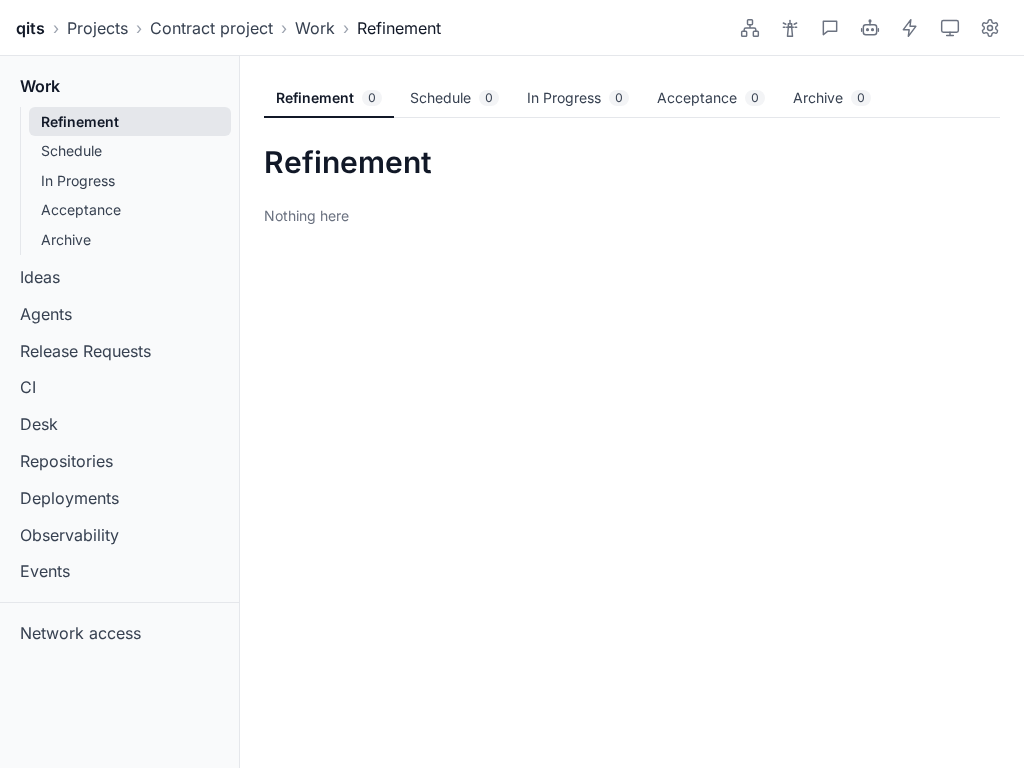 qits › Projects › Contract project › Work › Refinement
Work
Refinement
Schedule
In Progress
Acceptance
Archive
Ideas
Agents
Release Requests
CI
Desk
Repositories
Deployments
Observability
Events
Network access
Refinement 0 Schedule 0 In Progress 0 Acceptance 0 Archive 0
Refinement
Nothing here